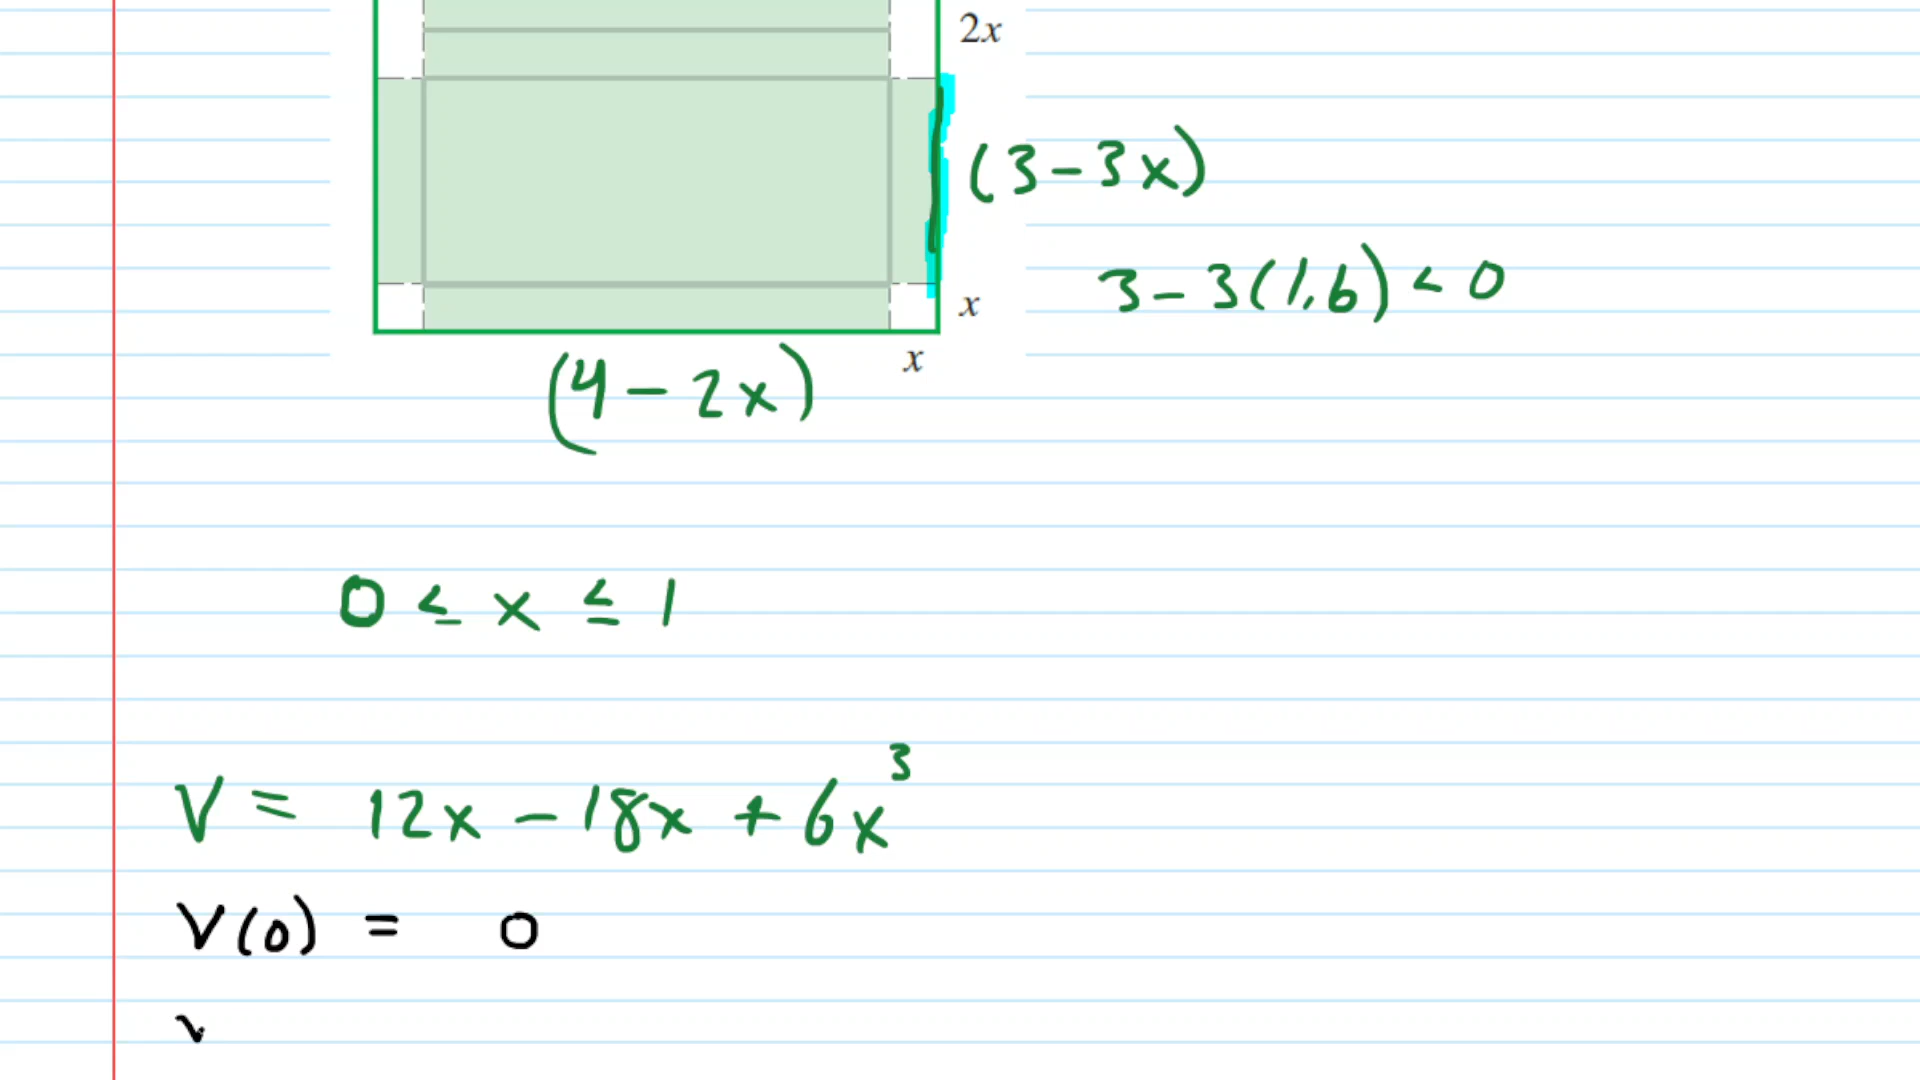 2x
(3-3x)
3-3(1.6) < 0
x
x
(4-2x)
0 ≤ x ≤ 1
V = 12x - 18x + 6x³
V(0) = 0